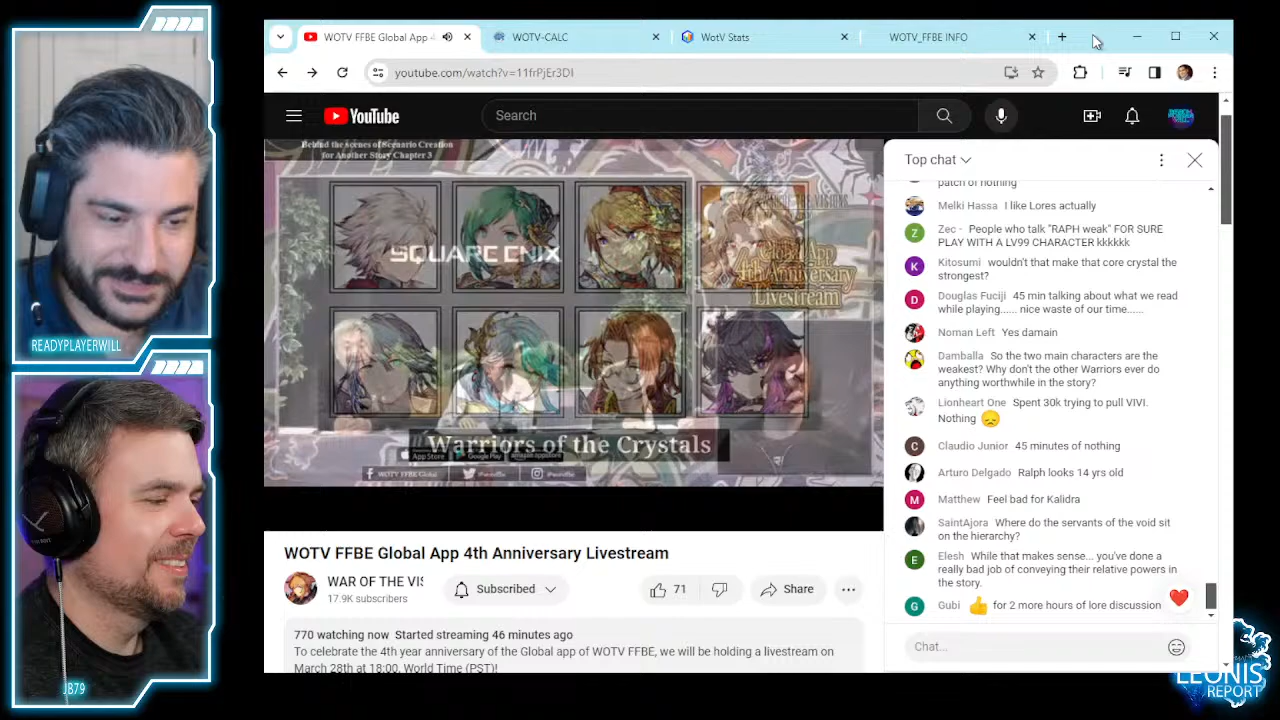 WOTV FFBE Global App 4
WOTV-CALC
WotV Stats
WOTV_FFBE INFO
youtube.com/watch?v=11frPjEr3DI
YouTube
Search
Behind the scenes of Scenario Creation
for Another Story Chapter 3
SQUARE ENIX
Global App
4th Anniversary
Livestream
Warriors of the Crystals
App Store
Google Play
WOTV FFBE Global
Top chat
patch of nothing
Melki Hassa I like Lores actually
Zec - People who talk "RAPH weak" FOR SURE
PLAY WITH A LV99 CHARACTER kkkkkk
Kitosumi wouldn't that make that core crystal the
strongest?
Douglas Fuciji 45 min talking about what we read
while playing...... nice waste of our time......
Noman Left Yes damain
Damballa So the two main characters are the
weakest? Why don't the other Warriors ever do
anything worthwhile in the story?
Lionheart One Spent 30k trying to pull VIVI.
Nothing
Claudio Junior 45 minutes of nothing
Arturo Delgado Ralph looks 14 yrs old
Matthew Feel bad for Kalidra
SaintAjora Where do the servants of the void sit
on the hierarchy?
Elesh While that makes sense... you've done a
really bad job of conveying their relative powers in
the story.
Gubi 👍 for 2 more hours of lore discussion
Chat...
WOTV FFBE Global App 4th Anniversary Livestream
WAR OF THE VIS
17.9K subscribers
Subscribed
71
Share
770 watching now Started streaming 46 minutes ago
To celebrate the 4th year anniversary of the Global app of WOTV FFBE, we will be holding a livestream on
March 28th at 18:00, World Time (PST)!
READYPLAYERWILL
JB79
LEONIS
REPORT